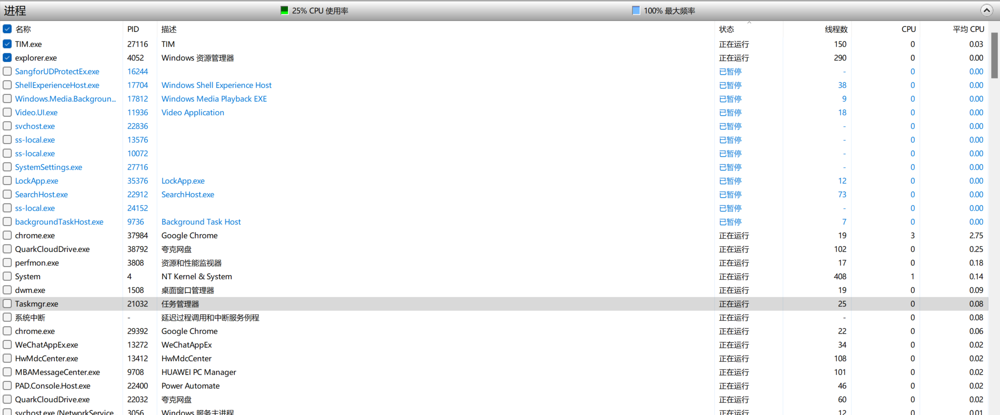 进程 25% CPU 使用率 100% 最大频率
名称 PID 描述 状态 线程数 CPU 平均 CPU
TIM.exe 27116 TIM 正在运行 150 0 0.03
explorer.exe 4052 Windows 资源管理器 正在运行 290 0 0.00
SangforUDProtectEx.exe 16244 已暂停 - 0 0.00
ShellExperienceHost.exe 17704 Windows Shell Experience Host 已暂停 38 0 0.00
Windows.Media.Backgroun... 17812 Windows Media Playback EXE 已暂停 9 0 0.00
Video.UI.exe 11936 Video Application 已暂停 18 0 0.00
svchost.exe 22836 已暂停 - 0 0.00
ss-local.exe 13576 已暂停 - 0 0.00
ss-local.exe 10072 已暂停 - 0 0.00
SystemSettings.exe 27716 已暂停 - 0 0.00
LockApp.exe 35376 LockApp.exe 已暂停 12 0 0.00
SearchHost.exe 22912 SearchHost.exe 已暂停 73 0 0.00
ss-local.exe 24152 已暂停 - 0 0.00
backgroundTaskHost.exe 9736 Background Task Host 已暂停 7 0 0.00
chrome.exe 37984 Google Chrome 正在运行 19 3 2.75
QuarkCloudDrive.exe 38792 夸克网盘 正在运行 102 0 0.25
perfmon.exe 3808 资源和性能监视器 正在运行 17 0 0.18
System 4 NT Kernel & System 正在运行 408 1 0.14
dwm.exe 1508 桌面窗口管理器 正在运行 19 0 0.09
Taskmgr.exe 21032 任务管理器 正在运行 25 0 0.08
系统中断 - 延迟过程调用和中断服务例程 正在运行 - 0 0.08
chrome.exe 29392 Google Chrome 正在运行 22 0 0.06
WeChatAppEx.exe 13272 WeChatAppEx 正在运行 34 0 0.02
HwMdcCenter.exe 13412 HwMdcCenter 正在运行 108 0 0.02
MBAMessageCenter.exe 9708 HUAWEI PC Manager 正在运行 101 0 0.02
PAD.Console.Host.exe 22400 Power Automate 正在运行 46 0 0.02
QuarkCloudDrive.exe 22032 夸克网盘 正在运行 60 0 0.02
svchost.exe (NetworkService 3056 Windows 服务主进程 正在运行 12 0 0.01